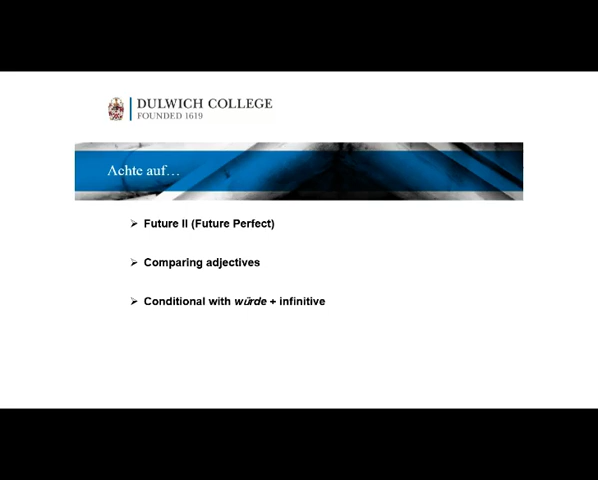 DULWICH COLLEGE
FOUNDED 1619
Achte auf…
➢ Future II (Future Perfect)
➢ Comparing adjectives
➢ Conditional with würde + infinitive